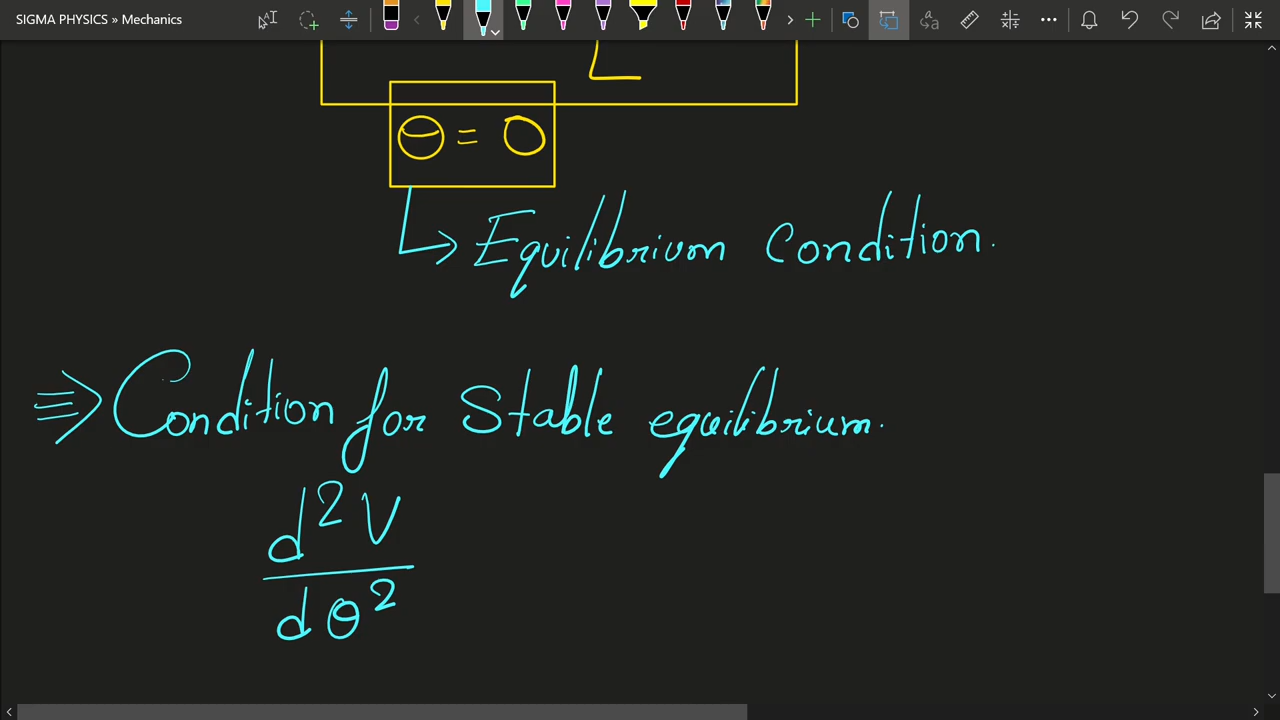 SIGMA PHYSICS » Mechanics
θ = 0
Equilibrium Condition.
⇒ Condition for Stable equilibrium.
d²V
dθ²